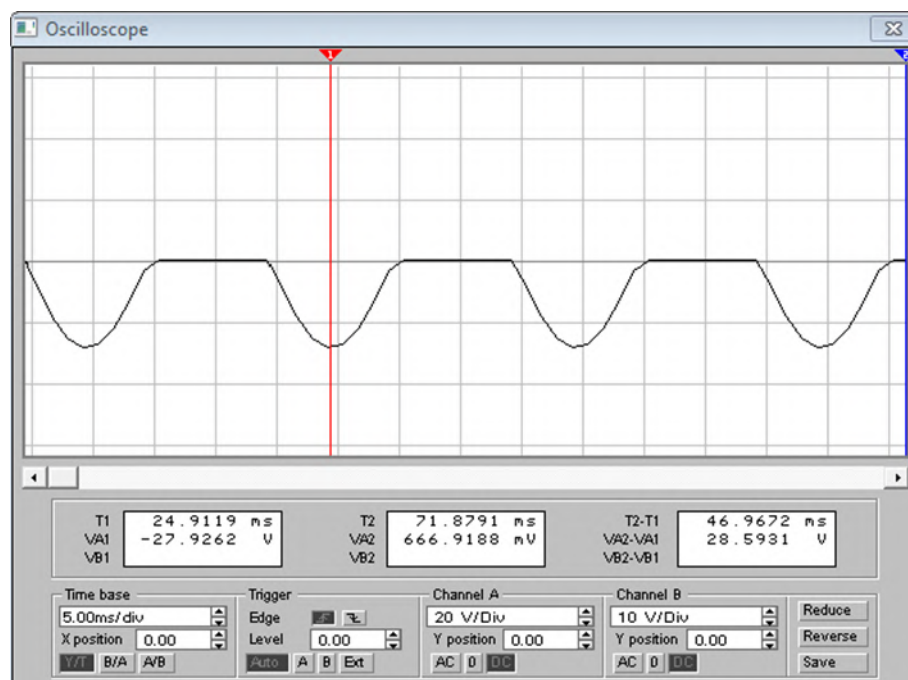 Oscilloscope
1 2
T1 24.9119 ms T2 71.8791 ms T2-T1 46.9672 ms
VA1 -27.9262 V VA2 666.9188 mV VA2-VA1 28.5931 V
VB1 VB2 VB2-VB1
Time base Trigger Channel A Channel B
5.00ms/div Edge 20 V/Div 10 V/Div Reduce
X position 0.00 Level 0.00 Y position 0.00 Y position 0.00 Reverse
Y/T B/A A/B Auto A B Ext AC 0 DC AC 0 DC Save